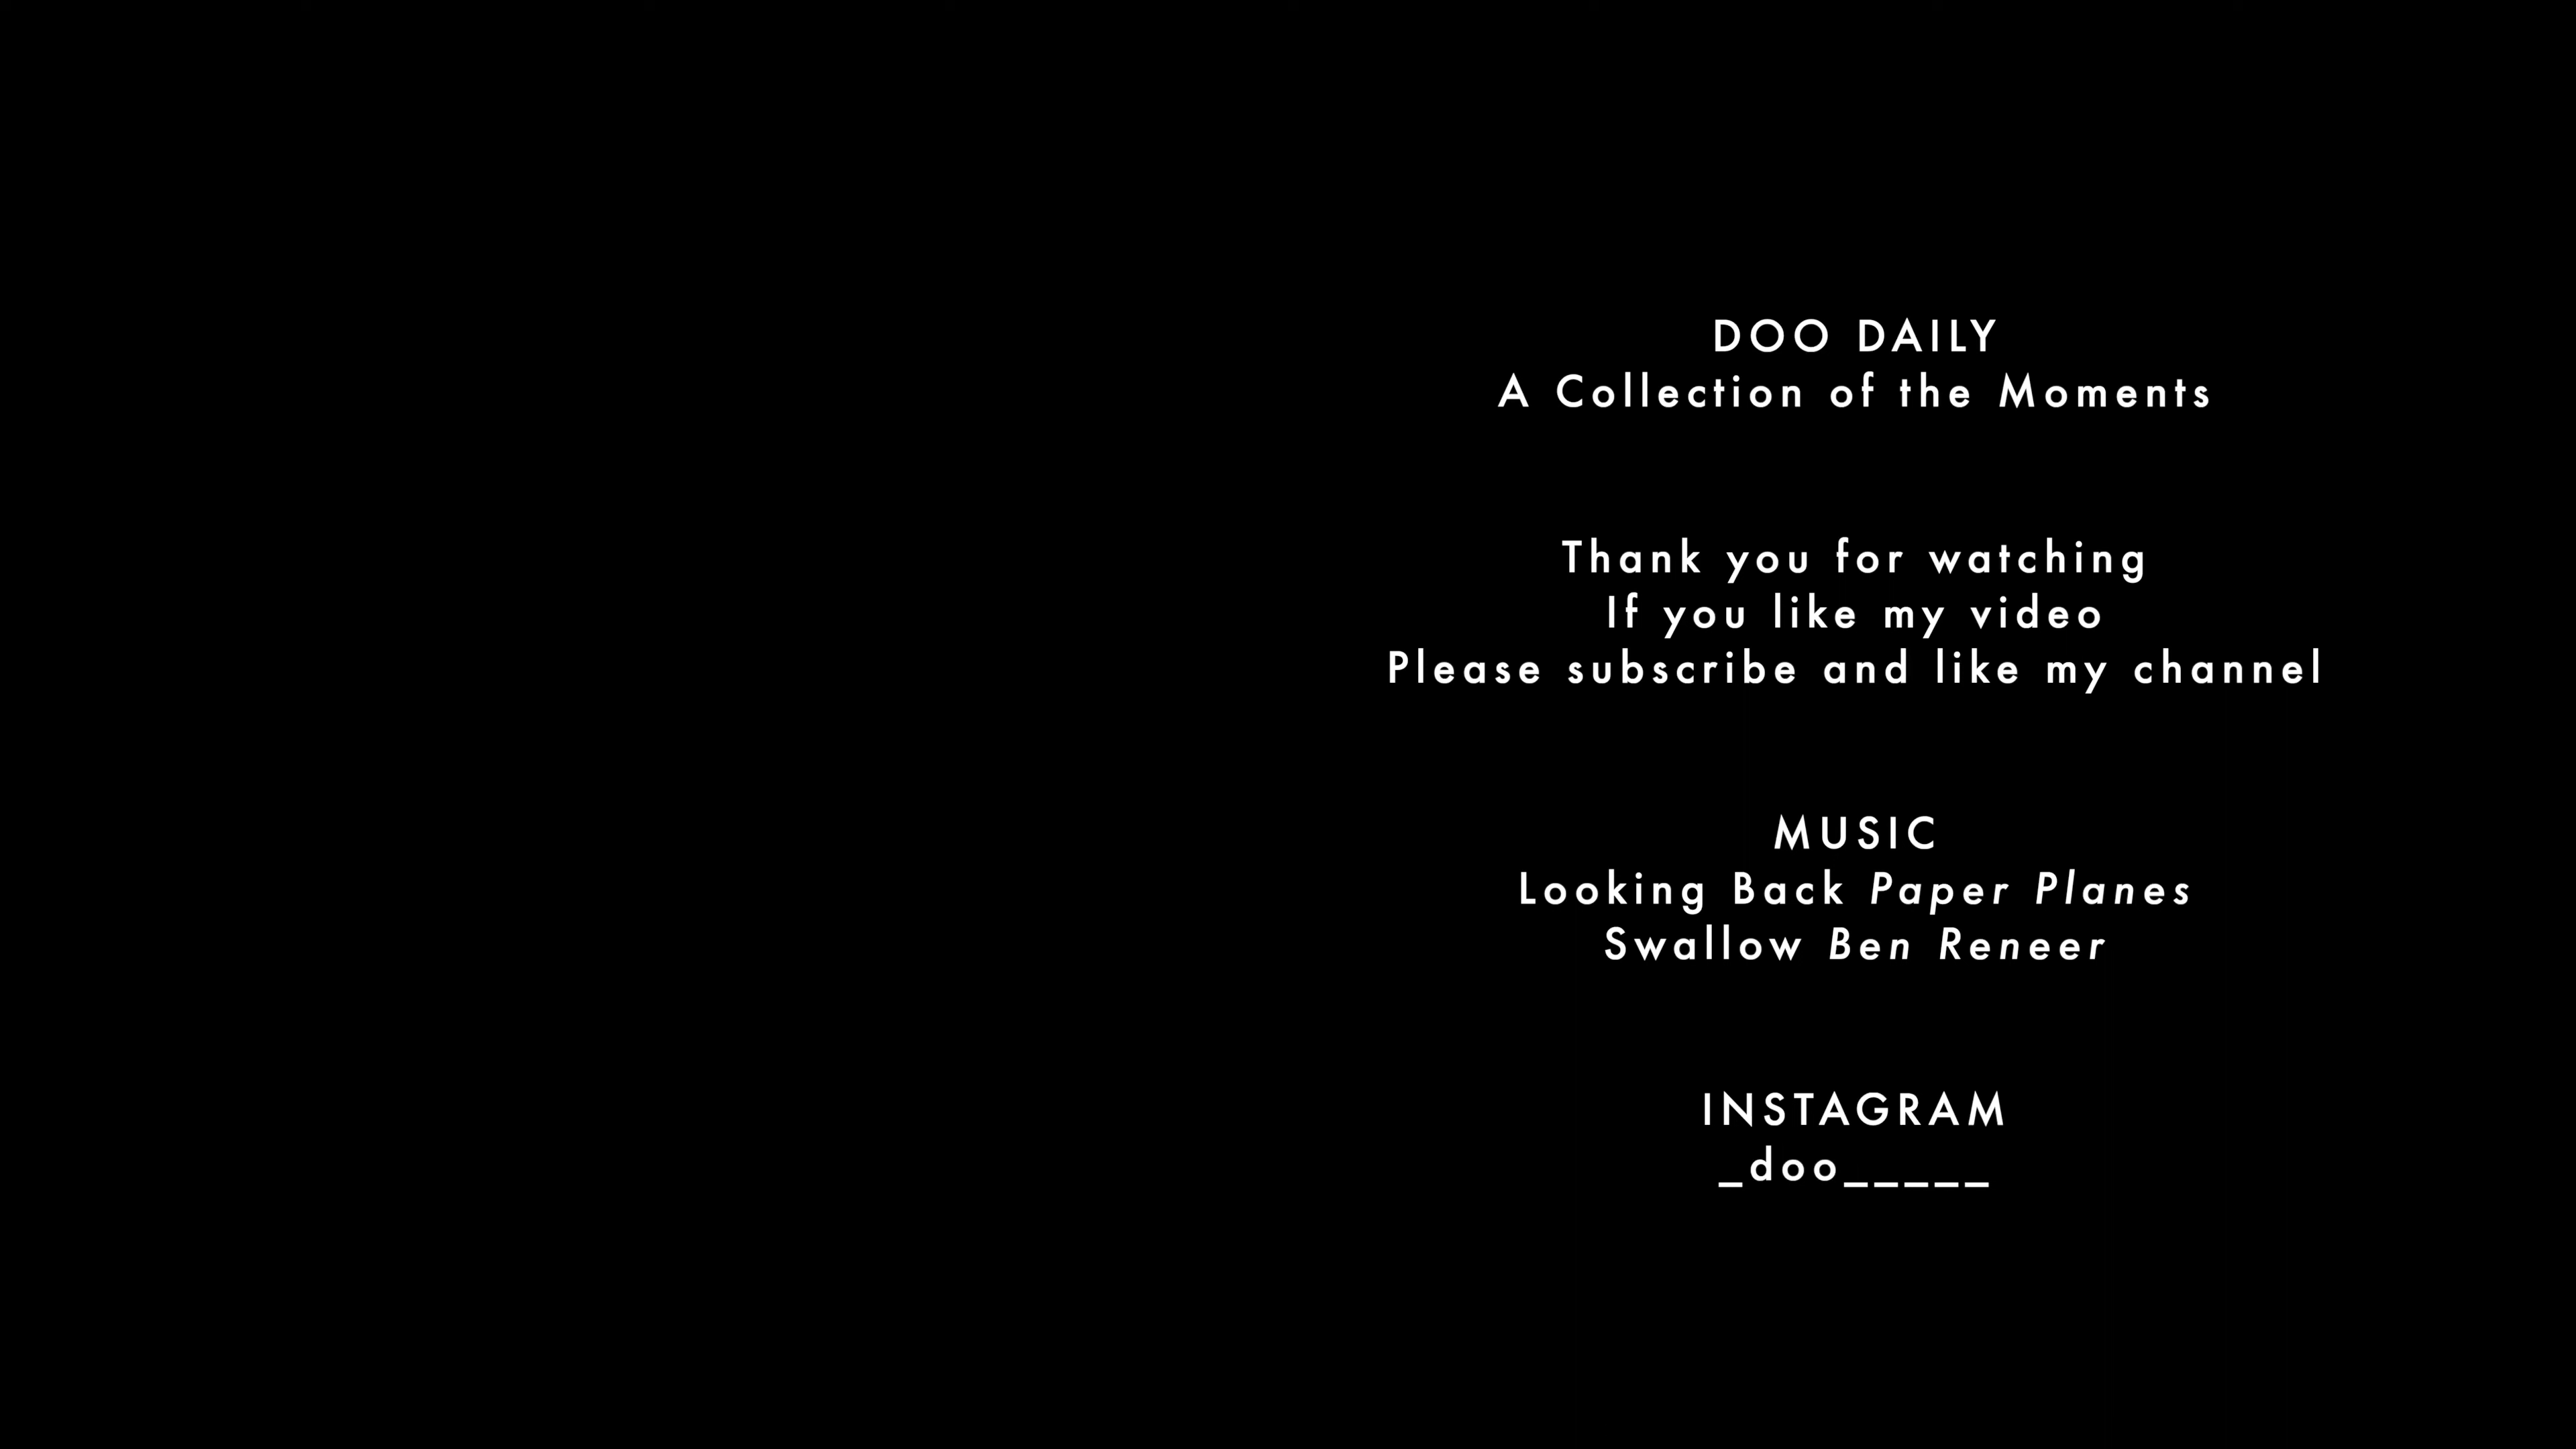 DOO DAILY
A Collection of the Moments
Thank you for watching
If you like my video
Please subscribe and like my channel
MUSIC
Looking Back Paper Planes
Swallow Ben Reneer
INSTAGRAM
_doo_____